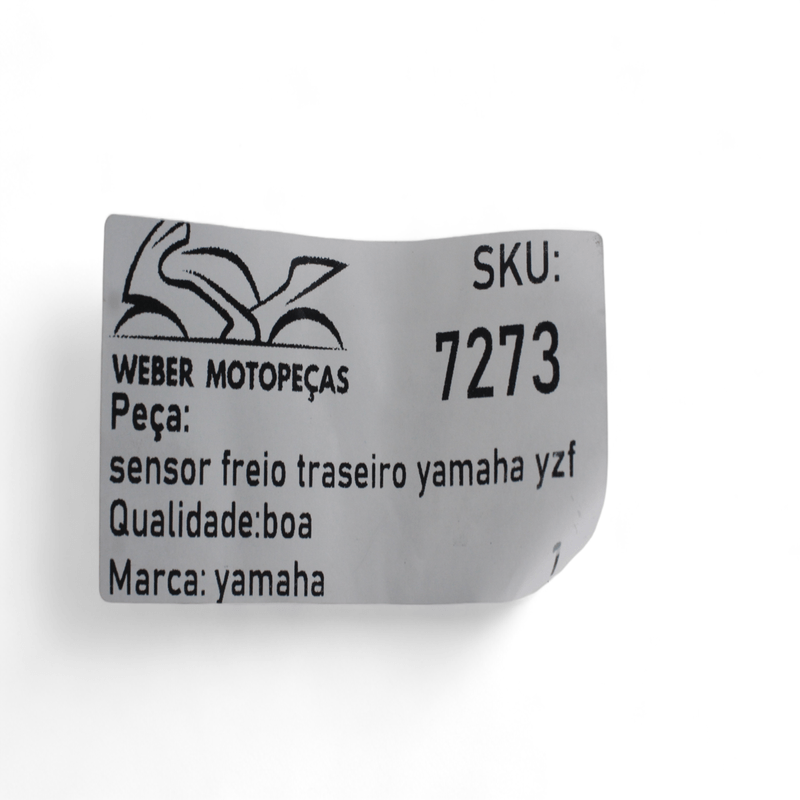 WEBER MOTOPEÇAS
SKU:
7273
Peça:
sensor freio traseiro yamaha yzf
Qualidade:boa
Marca: yamaha